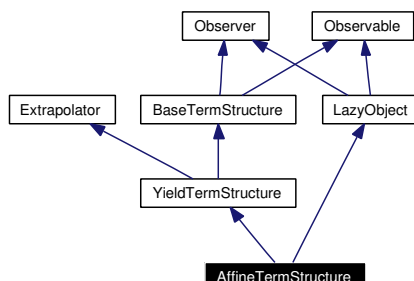 Observer Observable
Extrapolator BaseTermStructure LazyObject
YieldTermStructure
AffineTermStructure